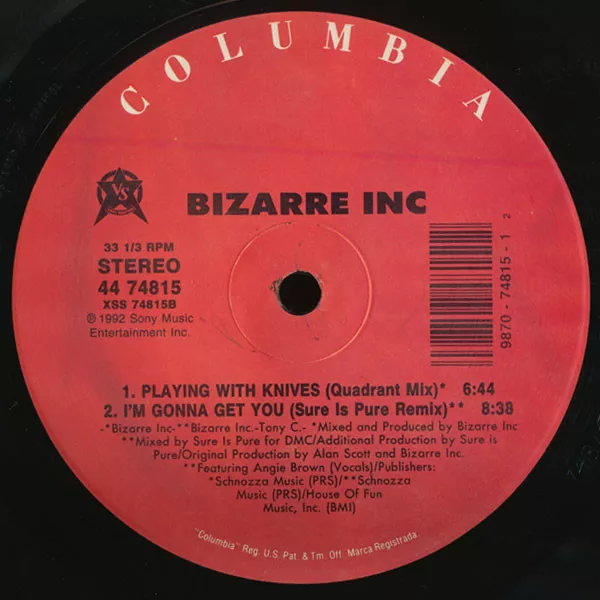 COLUMBIA
VS
BIZARRE INC
33 1/3 RPM
STEREO
44 74815
XSS 74815B
℗ 1992 Sony Music
Entertainment Inc.
9870 - 74815 - 1 2
1. PLAYING WITH KNIVES (Quadrant Mix)* 6:44
2. I'M GONNA GET YOU (Sure Is Pure Remix)** 8:38
-*Bizarre Inc-**Bizarre Inc.-Tony C.- *Mixed and Produced by Bizarre Inc
**Mixed by Sure Is Pure for DMC/Additional Production by Sure is
Pure/Original Production by Alan Scott and Bizarre Inc.
**Featuring Angie Brown (Vocals)/Publishers:
*Schnozza Music (PRS)/**Schnozza
Music (PRS)/House Of Fun
Music, Inc. (BMI)
"Columbia" Reg. U.S. Pat. & Tm. Off. Marca Registrada.